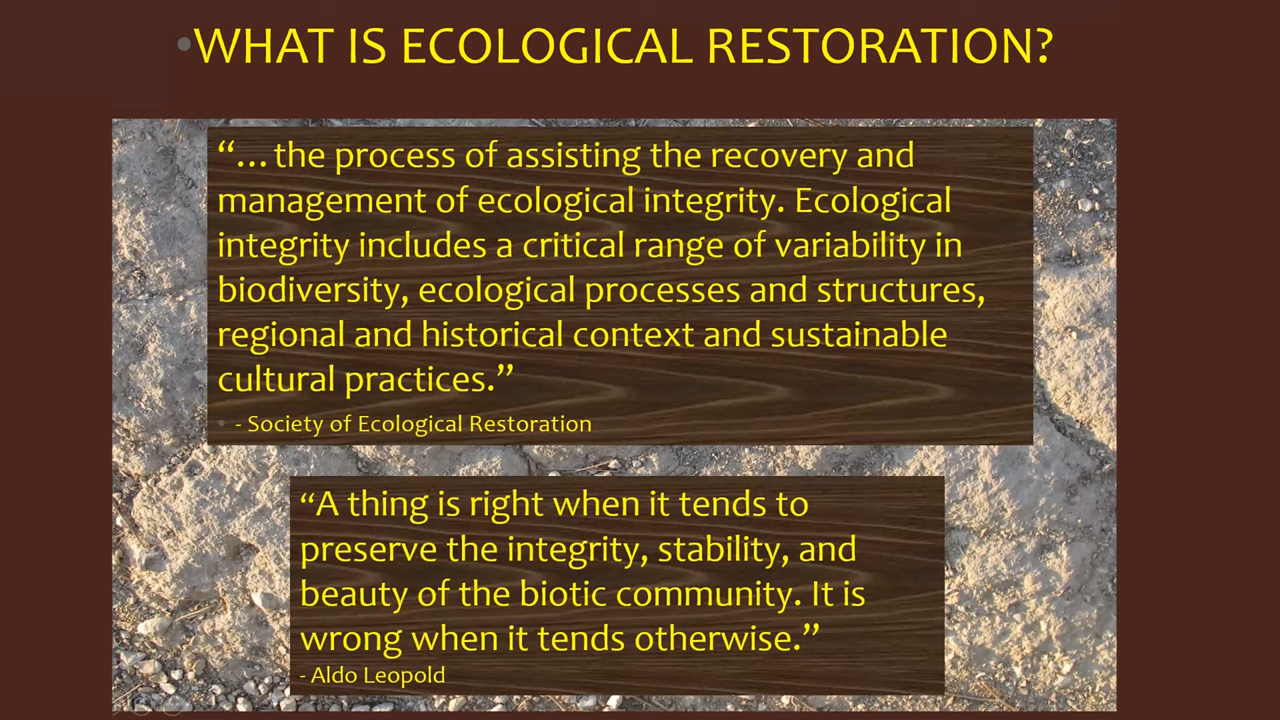 •WHAT IS ECOLOGICAL RESTORATION?
“…the process of assisting the recovery and
management of ecological integrity. Ecological
integrity includes a critical range of variability in
biodiversity, ecological processes and structures,
regional and historical context and sustainable
cultural practices.”
• - Society of Ecological Restoration
“A thing is right when it tends to
preserve the integrity, stability, and
beauty of the biotic community. It is
wrong when it tends otherwise.”
- Aldo Leopold